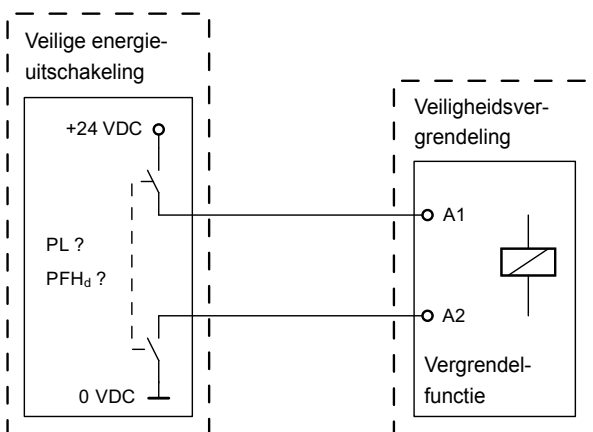 Veilige energie-
uitschakeling
+24 VDC
PL ?
PFHd ?
0 VDC
Veiligheidsver-
grendeling
A1
A2
Vergrendel-
functie